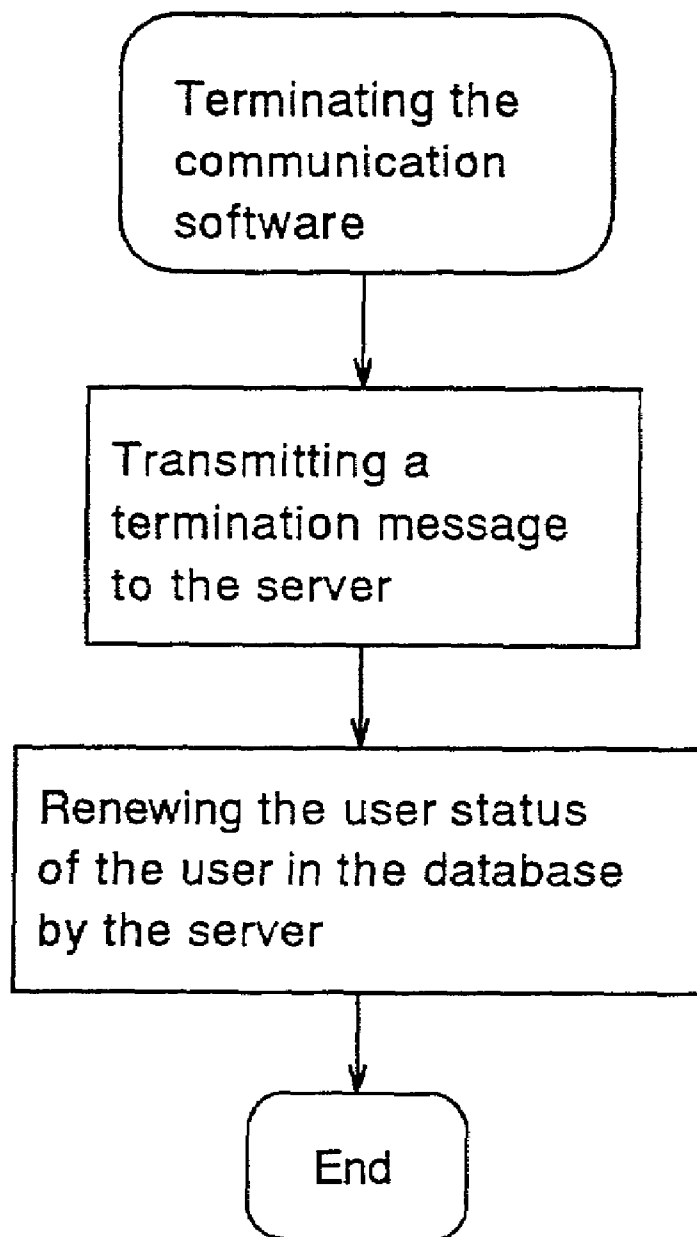 Terminating the
communication
software
Transmitting a
termination message
to the server
Renewing the user status
of the user in the database
by the server
End